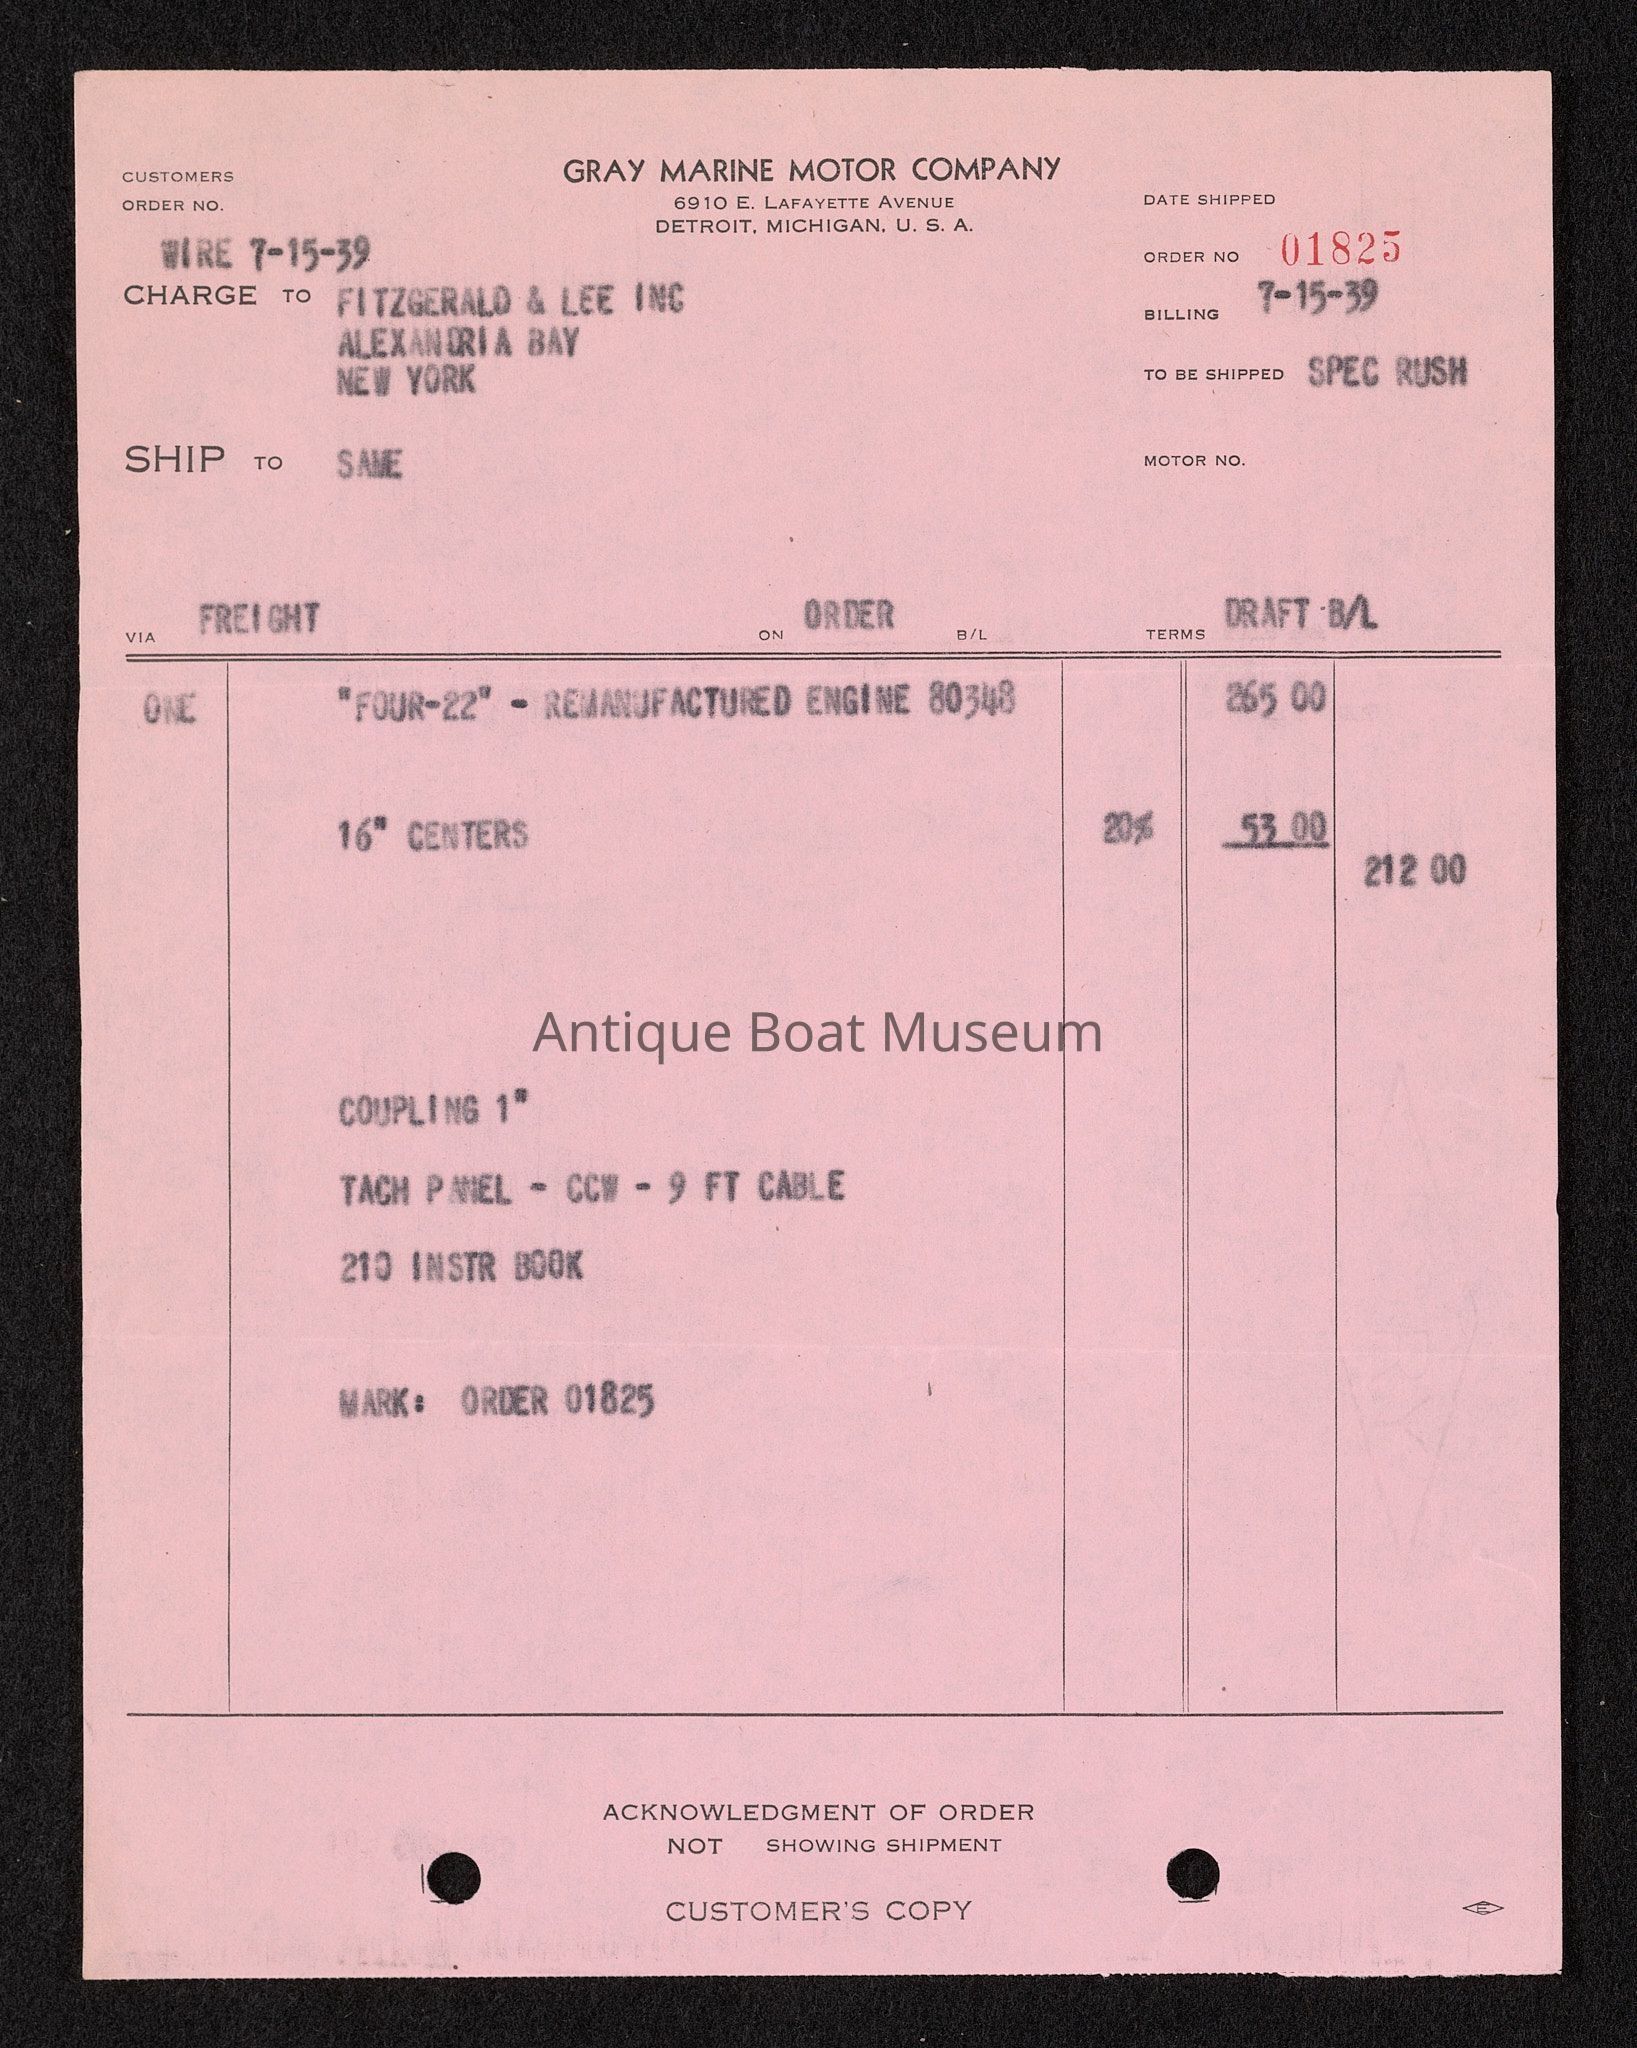 GRAY MARINE MOTOR COMPANY
6910 E. LAFAYETTE AVENUE
DETROIT, MICHIGAN, U. S. A.
CUSTOMERS
ORDER NO.
WIRE 7-15-39
CHARGE TO FITZGERALD & LEE INC
ALEXANDRIA BAY
NEW YORK
SHIP TO SAME
DATE SHIPPED
ORDER NO 01825
7-15-39
BILLING
TO BE SHIPPED SPEC RUSH
MOTOR NO.
VIA FREIGHT ON ORDER B/L TERMS DRAFT B/L
ONE "FOUR-22" - REMANUFACTURED ENGINE 80348 265 00
16" CENTERS 20% 53 00
212 00
Antique Boat Museum
COUPLING 1"
TACH PANEL - CCW - 9 FT CABLE
210 INSTR BOOK
MARK: ORDER 01825
ACKNOWLEDGMENT OF ORDER
NOT SHOWING SHIPMENT
CUSTOMER'S COPY
E